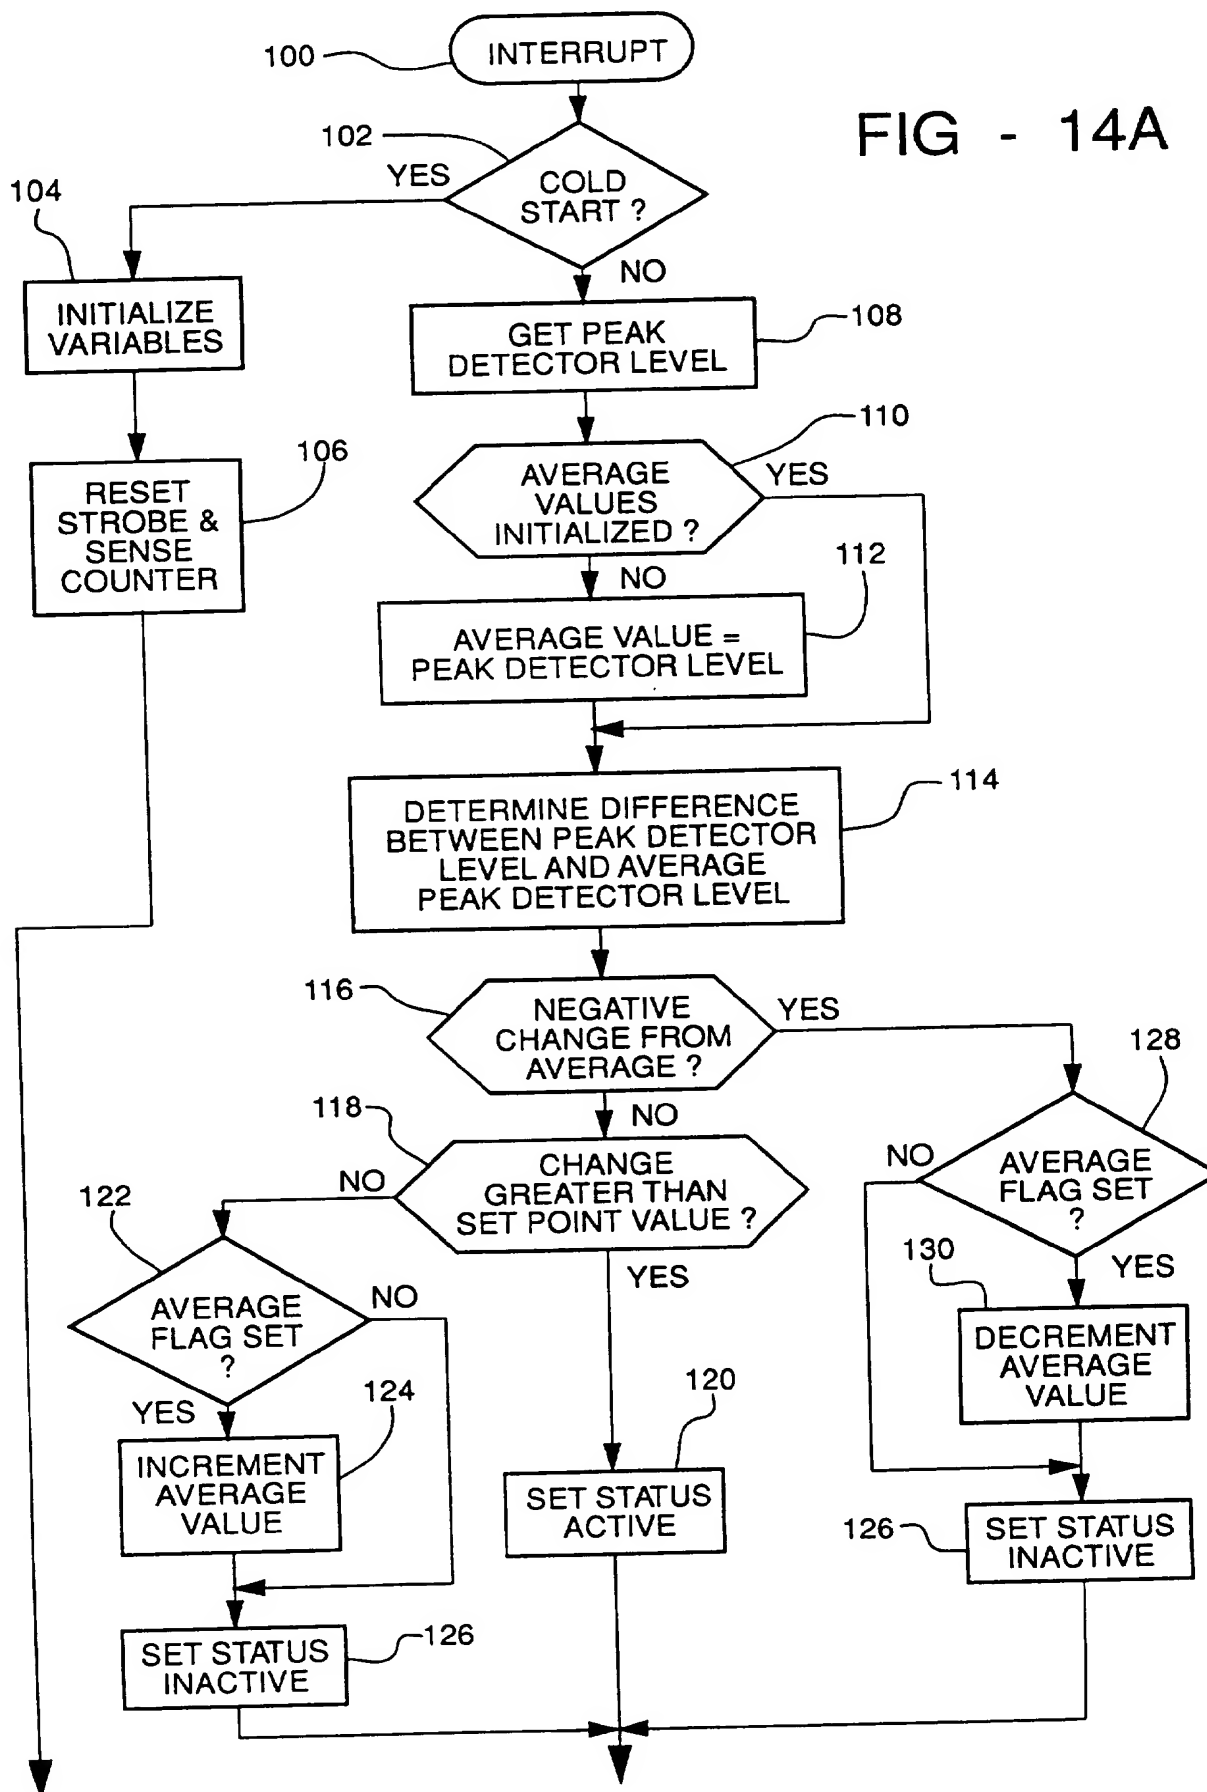 100
INTERRUPT
FIG - 14A
102
YES
COLD
START ?
104
NO
INITIALIZE
VARIABLES
GET PEAK
DETECTOR LEVEL
108
106
RESET
STROBE &
SENSE
COUNTER
110
AVERAGE
VALUES
INITIALIZED ?
YES
NO
112
AVERAGE VALUE =
PEAK DETECTOR LEVEL
114
DETERMINE DIFFERENCE
BETWEEN PEAK DETECTOR
LEVEL AND AVERAGE
PEAK DETECTOR LEVEL
116
NEGATIVE
CHANGE FROM
AVERAGE ?
YES
128
NO
118
CHANGE
GREATER THAN
SET POINT VALUE ?
NO
YES
NO
AVERAGE
FLAG SET
?
122
AVERAGE
FLAG SET
?
NO
YES
130
YES
DECREMENT
AVERAGE
VALUE
124
INCREMENT
AVERAGE
VALUE
120
SET STATUS
ACTIVE
126
SET STATUS
INACTIVE
SET STATUS
INACTIVE
126